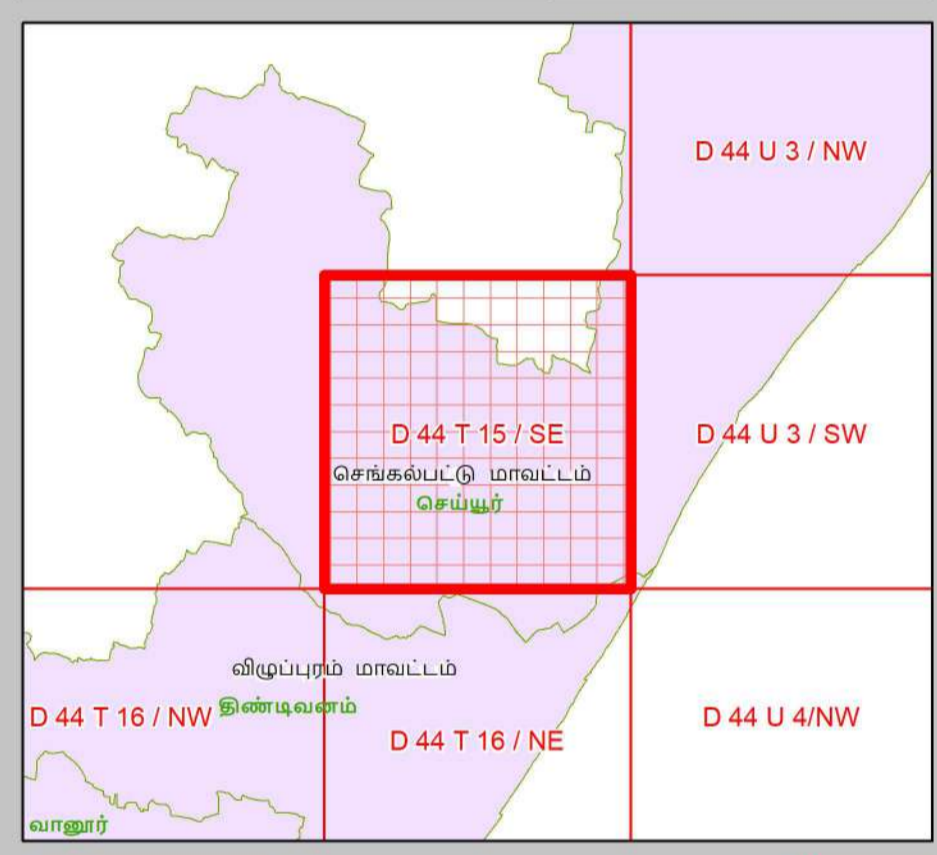 D 44 U 3 / NW
D 44 T 15 / SE
D 44 U 3 / SW
செங்கல்பட்டு மாவட்டம்
செய்யூர்
விழுப்புரம் மாவட்டம்
திண்டிவனம்
D 44 T 16 / NW
D 44 T 16 / NE
D 44 U 4/NW
வானூர்